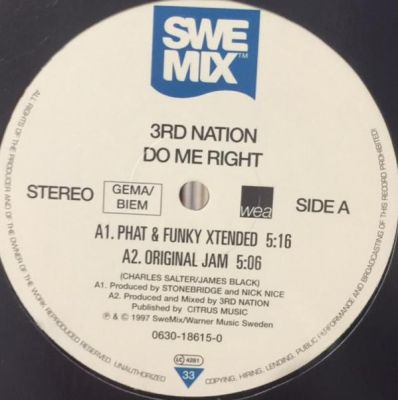 SWE
MIX™
3RD NATION
DO ME RIGHT
STEREO
GEMA/
BIEM
wea
SIDE A
A1. PHAT & FUNKY XTENDED 5:16
A2. ORIGINAL JAM 5:06
(CHARLES SALTER/JAMES BLACK)
A1. Produced by STONEBRIDGE and NICK NICE
A2. Produced and Mixed by 3RD NATION
Published by CITRUS MUSIC
℗ & © 1997 SweMix/Warner Music Sweden
0630-18615-0
LC 4281
33
ALL RIGHTS OF THE PRODUCER AND OF THE OWNER OF THE WORK REPRODUCED RESERVED. UNAUTHORIZED COPYING, HIRING, LENDING, PUBLIC PERFORMANCE AND BROADCASTING OF THIS RECORD PROHIBITED!